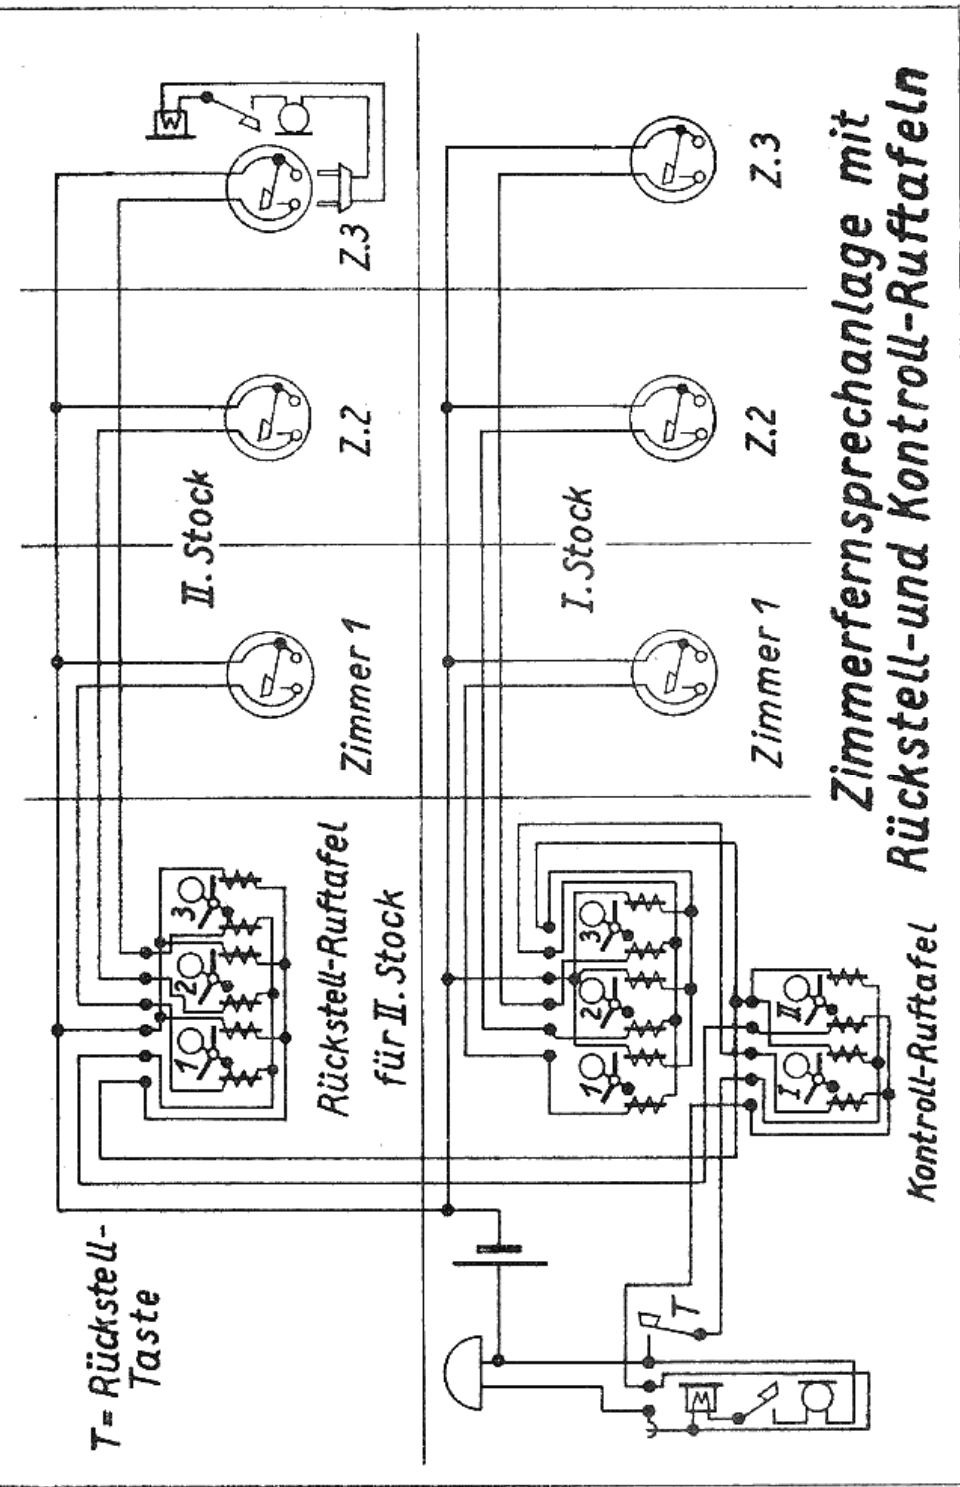 T = Rückstell-
Taste
Rückstell-Ruftafel
für II. Stock
1
2
3
II. Stock
Zimmer 1
Z.2
Z.3
I. Stock
Zimmer 1
Z.2
Z.3
1
2
3
T
I
II
Kontroll-Ruftafel
Zimmerfernsprechanlage mit
Rückstell-und Kontroll-Ruftafeln